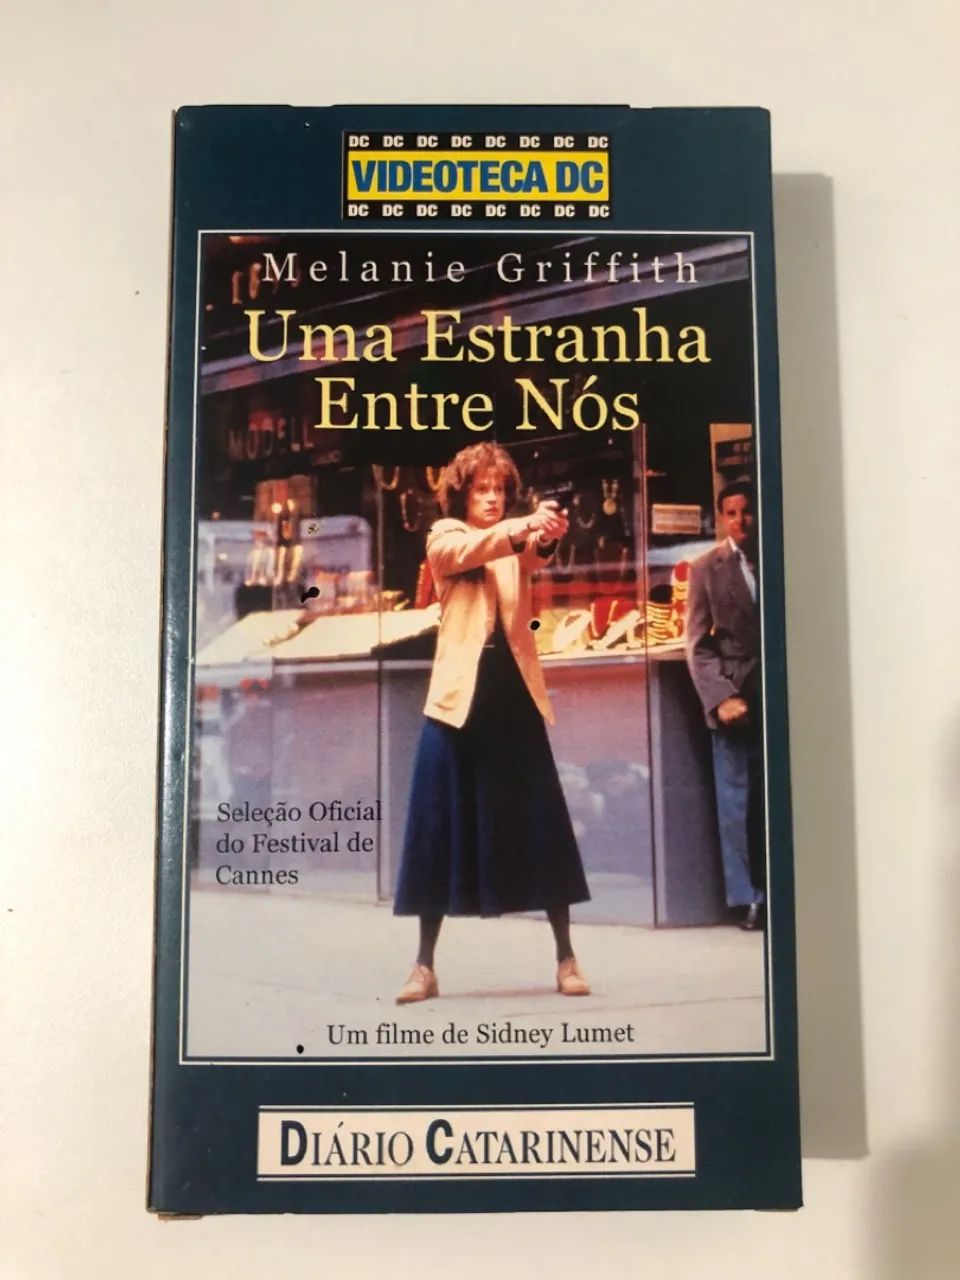 DC DC DC DC DC DC DC DC
VIDEOTECA DC
DC DC DC DC DC DC DC DC
Melanie Griffith
Uma Estranha
Entre Nós
MODELL
Seleção Oficial
do Festival de
Cannes
Um filme de Sidney Lumet
DIÁRIO CATARINENSE